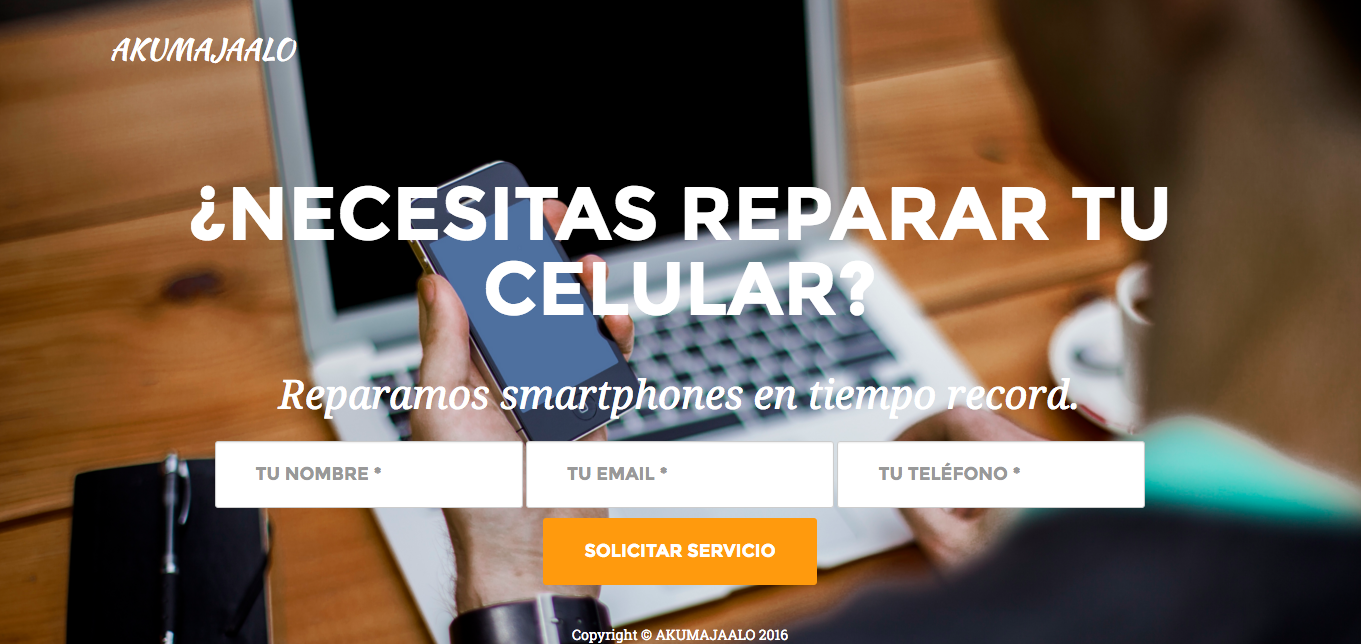 AKUMAJAALO
¿NECESITAS REPARAR TU
CELULAR?
Reparamos smartphones en tiempo record.
TU NOMBRE *
TU EMAIL *
TU TELÉFONO *
SOLICITAR SERVICIO
Copyright © AKUMAJAALO 2016